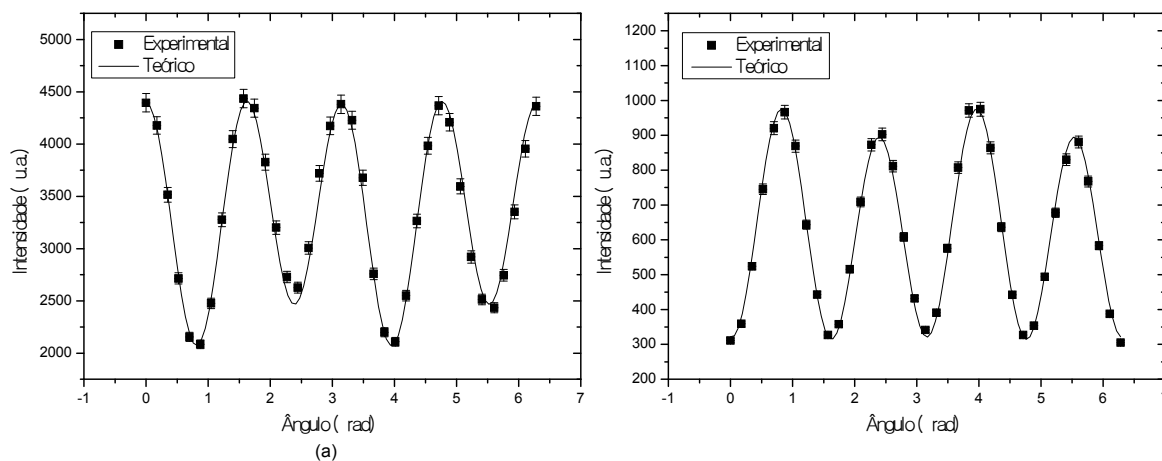 5000
4500
4000
3500
3000
2500
2000
Intensidade ( u.a.)
Experimental
Teórico
-1 0 1 2 3 4 5 6 7
Ângulo ( rad)
(a)
1200
1100
1000
900
800
700
600
500
400
300
200
Intensidade ( u.a.)
Experimental
Teórico
-1 0 1 2 3 4 5 6
Ângulo ( rad)